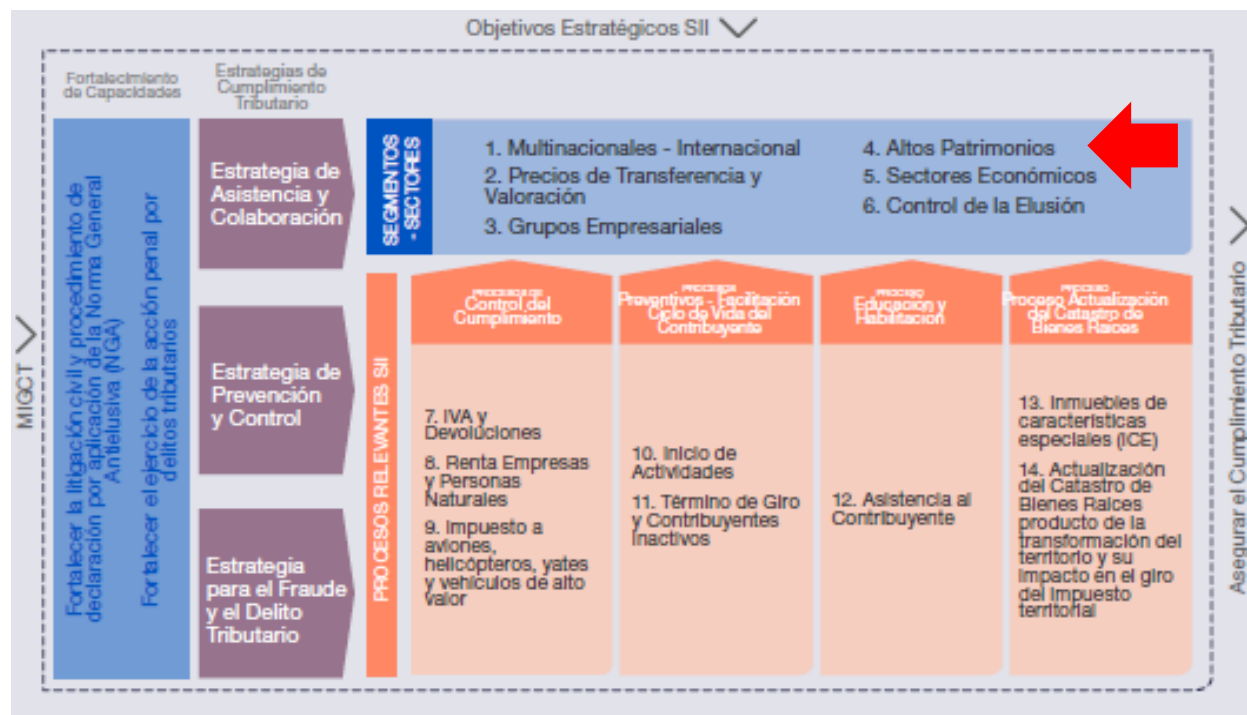 Objetivos Estratégicos SII
Fortalecimiento
de Capacidades
Estrategias de
Cumplimiento
Tributario
MIGCT
Fortalecer la litigación civil y procedimiento de
declaración por aplicación de la Norma General
Antielusiva (NGA)
Fortalecer el ejercicio de la acción penal por
delitos tributarios
Estrategia de
Asistencia y
Colaboración
Estrategia de
Prevención
y Control
Estrategia
para el Fraude
y el Delito
Tributario
SEGMENTOS
- SECTORES
1. Multinacionales - Internacional
2. Precios de Transferencia y
Valoración
3. Grupos Empresariales
4. Altos Patrimonios
5. Sectores Económicos
6. Control de la Elusión
PROCESOS RELEVANTES SII
PROCESOS DE
Control del
Cumplimiento
7. IVA y
Devoluciones
8. Renta Empresas
y Personas
Naturales
9. Impuesto a
aviones,
helicópteros, yates
y vehículos de alto
valor
PROCESOS
Preventivos - Facilitación
Ciclo de Vida del
Contribuyente
10. Inicio de
Actividades
11. Término de Giro
y Contribuyentes
Inactivos
PROCESO
Educación y
Habilitación
12. Asistencia al
Contribuyente
PROCESO
Proceso Actualización
del Catastro de
Bienes Raíces
13. Inmuebles de
características
especiales (ICE)
14. Actualización
del Catastro de
Bienes Raíces
producto de la
transformación del
territorio y su
impacto en el giro
del impuesto
territorial
Asegurar el Cumplimiento Tributario